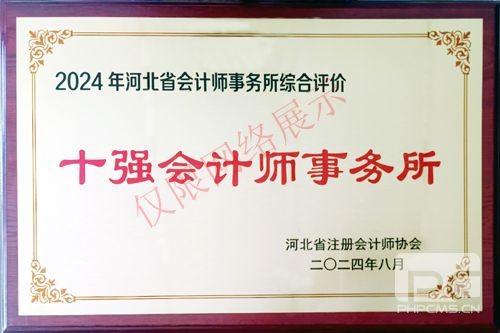 2024年河北省会计师事务所综合评价
十强会计师事务所
仅限网络展示
河北省注册会计师协会
二〇二四年八月
PHPCMS.CN